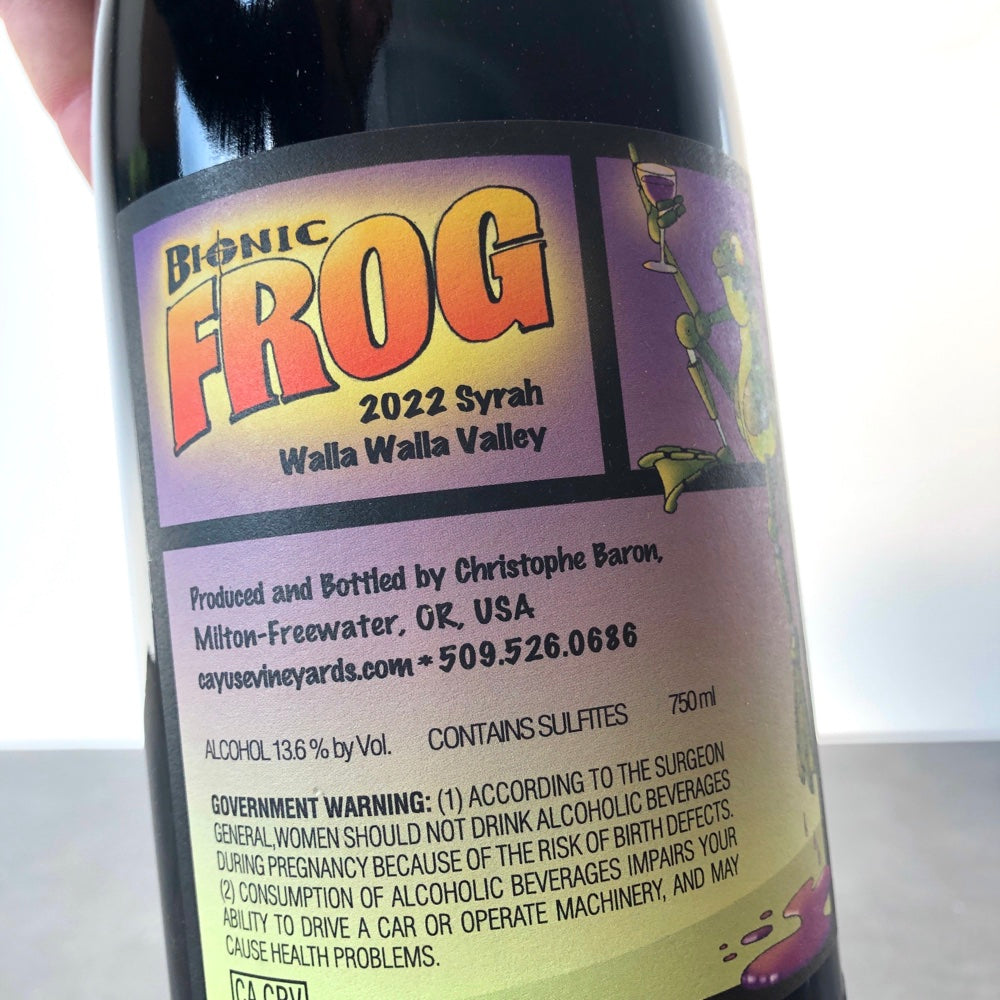 BIONIC
FROG
2022 Syrah
Walla Walla Valley
Produced and Bottled by Christophe Baron,
Milton-Freewater, OR, USA
cayusevineyards.com * 509.526.0686
ALCOHOL 13.6 % by Vol. CONTAINS SULFITES 750 ml
GOVERNMENT WARNING: (1) ACCORDING TO THE SURGEON
GENERAL, WOMEN SHOULD NOT DRINK ALCOHOLIC BEVERAGES
DURING PREGNANCY BECAUSE OF THE RISK OF BIRTH DEFECTS.
(2) CONSUMPTION OF ALCOHOLIC BEVERAGES IMPAIRS YOUR
ABILITY TO DRIVE A CAR OR OPERATE MACHINERY, AND MAY
CAUSE HEALTH PROBLEMS.
CA CRV